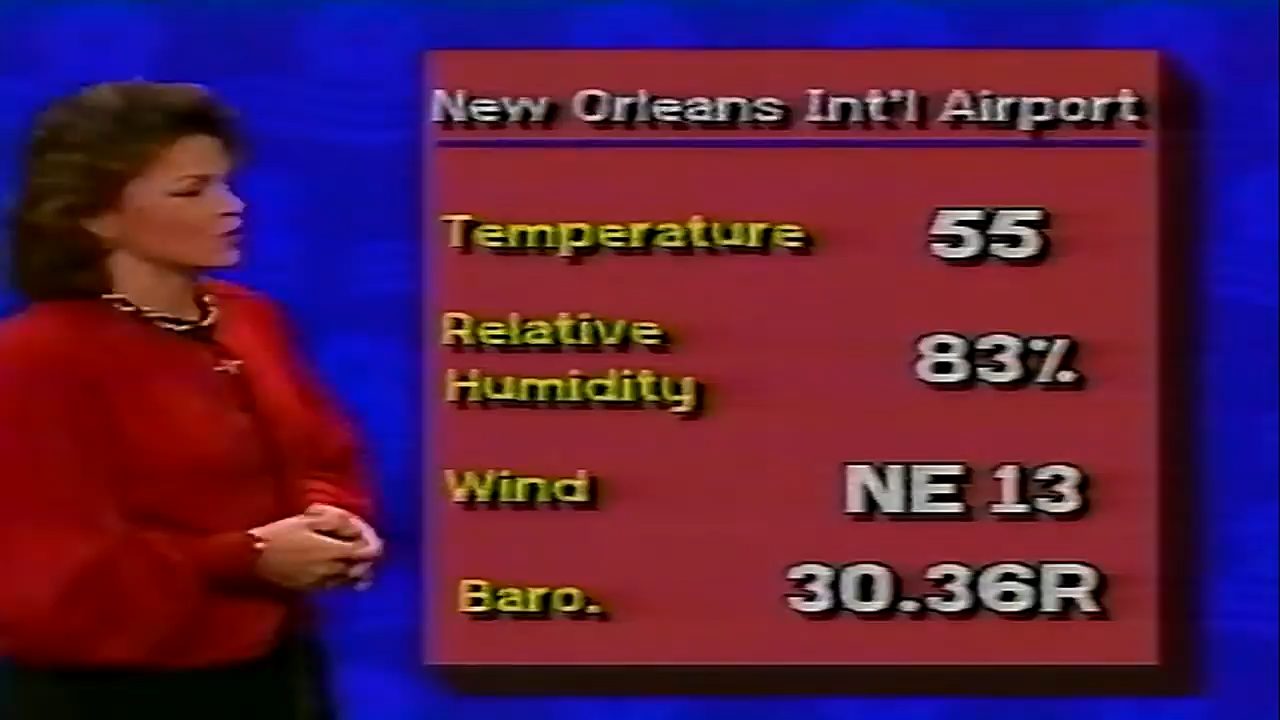 New Orleans Int'l Airport
Temperature 55
Relative
Humidity 83%
Wind NE 13
Baro. 30.36R